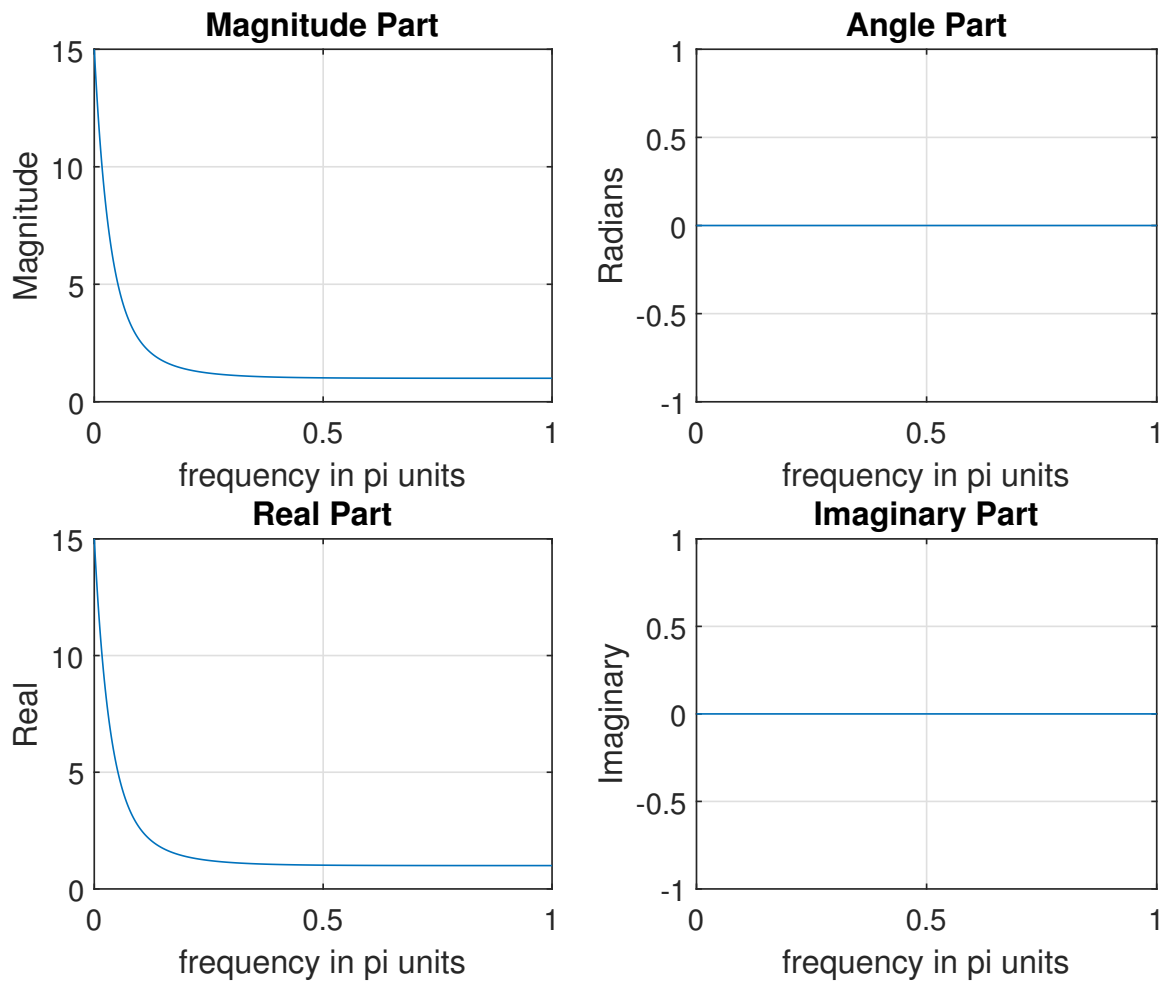 Magnitude Part
15
10
5
0
Magnitude
0 0.5 1
frequency in pi units
Angle Part
1
0.5
0
-0.5
-1
Radians
0 0.5 1
frequency in pi units
Real Part
15
10
5
0
Real
0 0.5 1
frequency in pi units
Imaginary Part
1
0.5
0
-0.5
-1
Imaginary
0 0.5 1
frequency in pi units